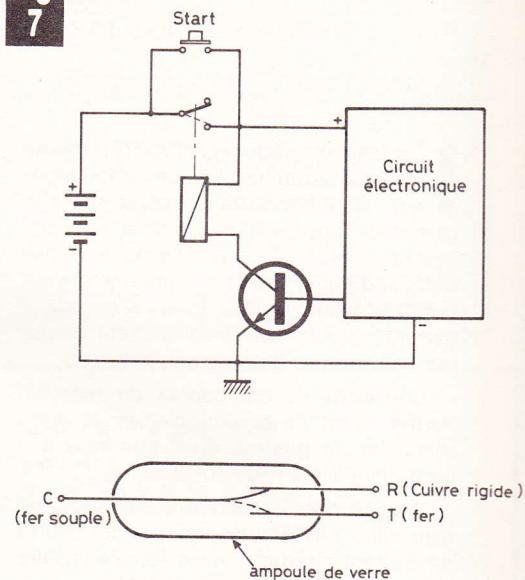 7
Start
+
+
Circuit
électronique
-
-
C
(fer souple)
R (Cuivre rigide)
T (fer)
ampoule de verre